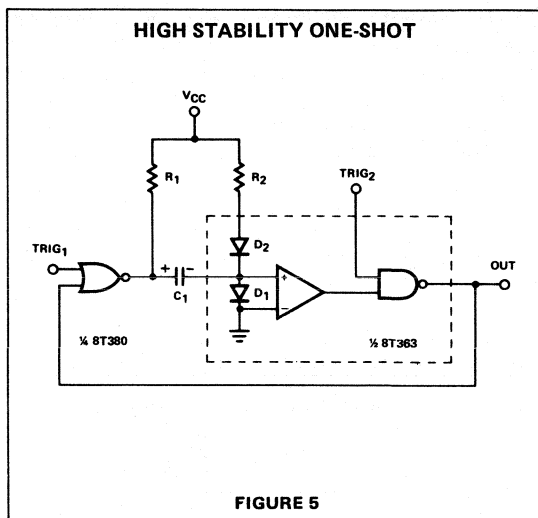 HIGH STABILITY ONE-SHOT
VCC
R1
R2
TRIG2
TRIG1
D2
+ -
C1
D1
+
-
OUT
¼ 8T380
½ 8T363
FIGURE 5